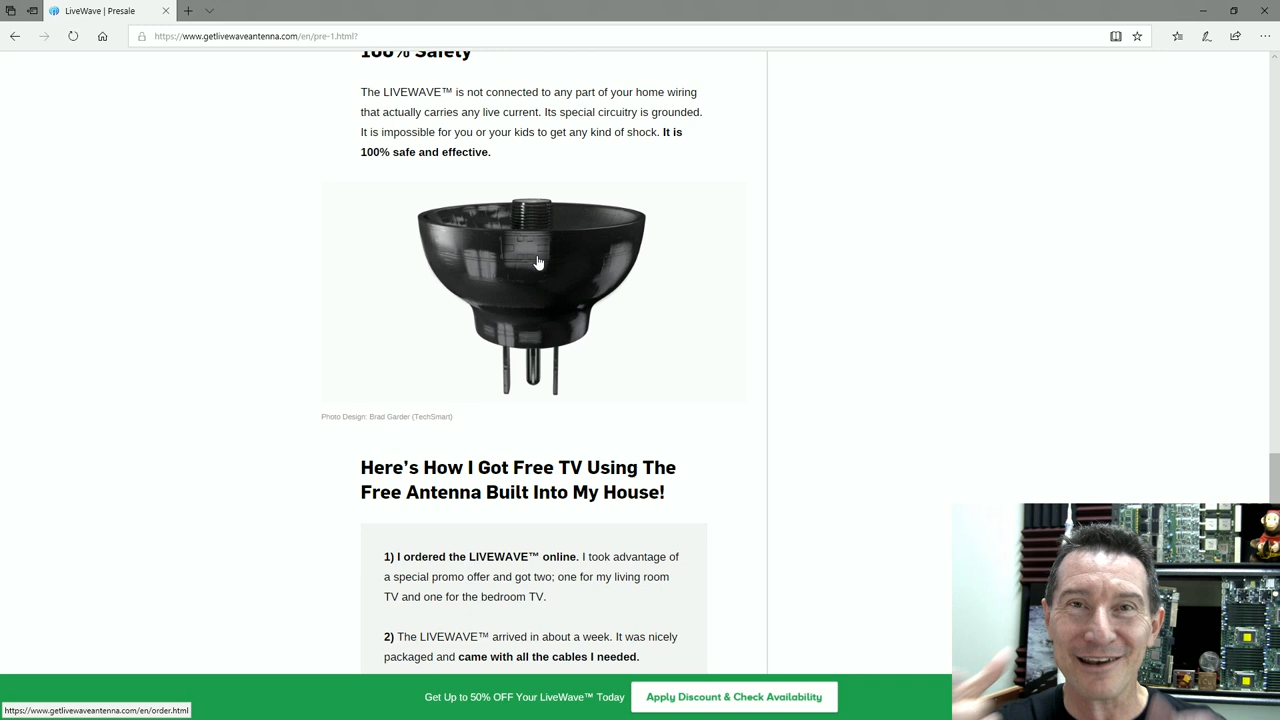 LiveWave | Presale
https://www.getlivewaveantenna.com/en/pre-1.html?
100% Safety
The LIVEWAVE™ is not connected to any part of your home wiring
that actually carries any live current. Its special circuitry is grounded.
It is impossible for you or your kids to get any kind of shock. It is
100% safe and effective.
Photo Design: Brad Garder (TechSmart)
Here's How I Got Free TV Using The
Free Antenna Built Into My House!
1) I ordered the LIVEWAVE™ online. I took advantage of
a special promo offer and got two; one for my living room
TV and one for the bedroom TV.
2) The LIVEWAVE™ arrived in about a week. It was nicely
packaged and came with all the cables I needed.
Get Up to 50% OFF Your LiveWave™ Today
Apply Discount & Check Availability
https://www.getlivewaveantenna.com/en/order.html